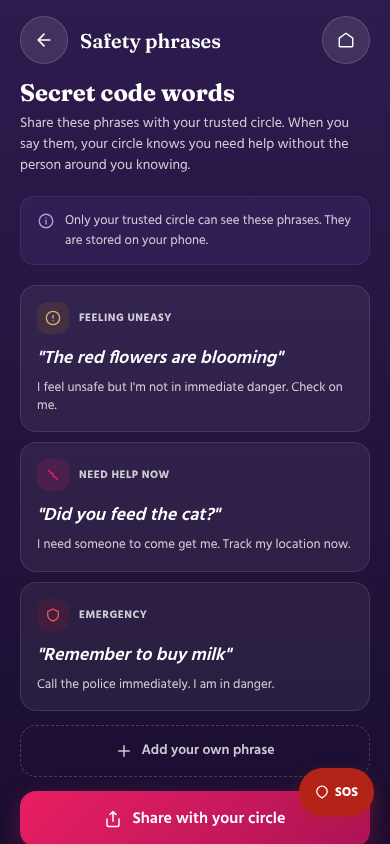 Safety phrases
Secret code words
Share these phrases with your trusted circle. When you
say them, your circle knows you need help without the
person around you knowing.
Only your trusted circle can see these phrases. They
are stored on your phone.
FEELING UNEASY
"The red flowers are blooming"
I feel unsafe but I'm not in immediate danger. Check on
me.
NEED HELP NOW
"Did you feed the cat?"
I need someone to come get me. Track my location now.
EMERGENCY
"Remember to buy milk"
Call the police immediately. I am in danger.
Add your own phrase
SOS
Share with your circle